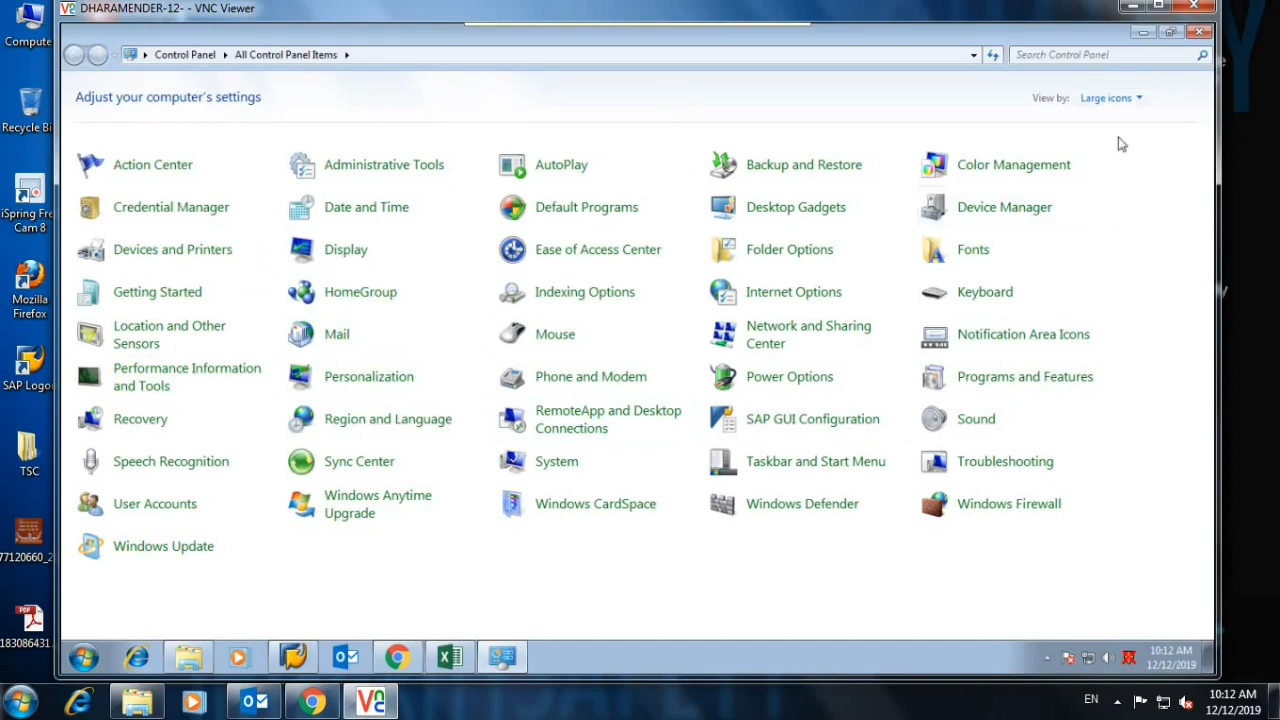 DHARAMENDER-12- - VNC Viewer
Control Panel
All Control Panel Items
Search Control Panel
Adjust your computer's settings
View by: Large icons
Action Center
Administrative Tools
AutoPlay
Backup and Restore
Color Management
Credential Manager
Date and Time
Default Programs
Desktop Gadgets
Device Manager
Devices and Printers
Display
Ease of Access Center
Folder Options
Fonts
Getting Started
HomeGroup
Indexing Options
Internet Options
Keyboard
Location and Other
Sensors
Mail
Mouse
Network and Sharing
Center
Notification Area Icons
Performance Information
and Tools
Personalization
Phone and Modem
Power Options
Programs and Features
Recovery
Region and Language
RemoteApp and Desktop
Connections
SAP GUI Configuration
Sound
Speech Recognition
Sync Center
System
Taskbar and Start Menu
Troubleshooting
User Accounts
Windows Anytime
Upgrade
Windows CardSpace
Windows Defender
Windows Firewall
Windows Update
10:12 AM
12/12/2019
Compute
Recycle Bi
iSpring Fre
Cam 8
Mozilla
Firefox
SAP Logo
TSC
77120660_2
PDF
183086431
EN
10:12 AM
12/12/2019